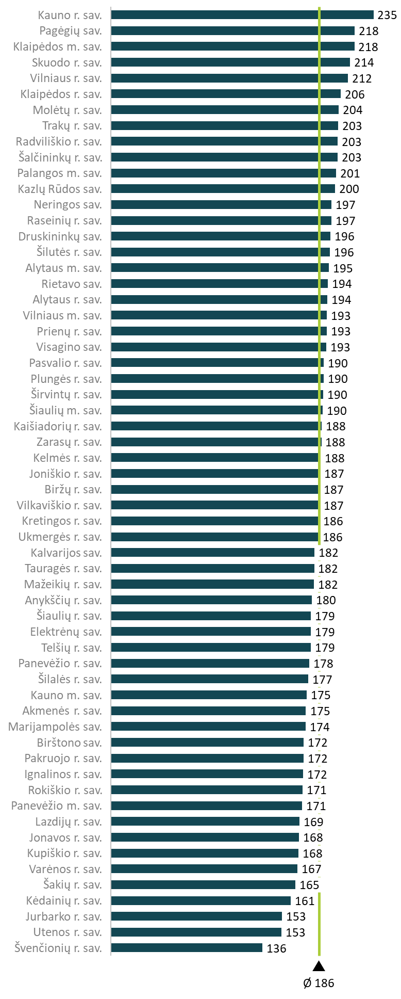 Kauno r. sav. 235
Pagėgių sav. 218
Klaipėdos m. sav. 218
Skuodo r. sav. 214
Vilniaus r. sav. 212
Klaipėdos r. sav. 206
Molėtų r. sav. 204
Trakų r. sav. 203
Radviliškio r. sav. 203
Šalčininkų r. sav. 203
Palangos m. sav. 201
Kazlų Rūdos sav. 200
Neringos sav. 197
Raseinių r. sav. 197
Druskininkų sav. 196
Šilutės r. sav. 196
Alytaus m. sav. 195
Rietavo sav. 194
Alytaus r. sav. 194
Vilniaus m. sav. 193
Prienų r. sav. 193
Visagino sav. 193
Pasvalio r. sav. 190
Plungės r. sav. 190
Širvintų r. sav. 190
Šiaulių m. sav. 190
Kaišiadorių r. sav. 188
Zarasų r. sav. 188
Kelmės r. sav. 188
Joniškio r. sav. 187
Biržų r. sav. 187
Vilkaviškio r. sav. 187
Kretingos r. sav. 186
Ukmergės r. sav. 186
Kalvarijos sav. 182
Tauragės r. sav. 182
Mažeikių r. sav. 182
Anykščių r. sav. 180
Šiaulių r. sav. 179
Elektrėnų sav. 179
Telšių r. sav. 179
Panevėžio r. sav. 178
Šilalės r. sav. 177
Kauno m. sav. 175
Akmenės r. sav. 175
Marijampolės sav. 174
Birštono sav. 172
Pakruojo r. sav. 172
Ignalinos r. sav. 172
Rokiškio r. sav. 171
Panevėžio m. sav. 171
Lazdijų r. sav. 169
Jonavos r. sav. 168
Kupiškio r. sav. 168
Varėnos r. sav. 167
Šakių r. sav. 165
Kėdainių r. sav. 161
Jurbarko r. sav. 153
Utenos r. sav. 153
Švenčionių r. sav. 136
Ø 186